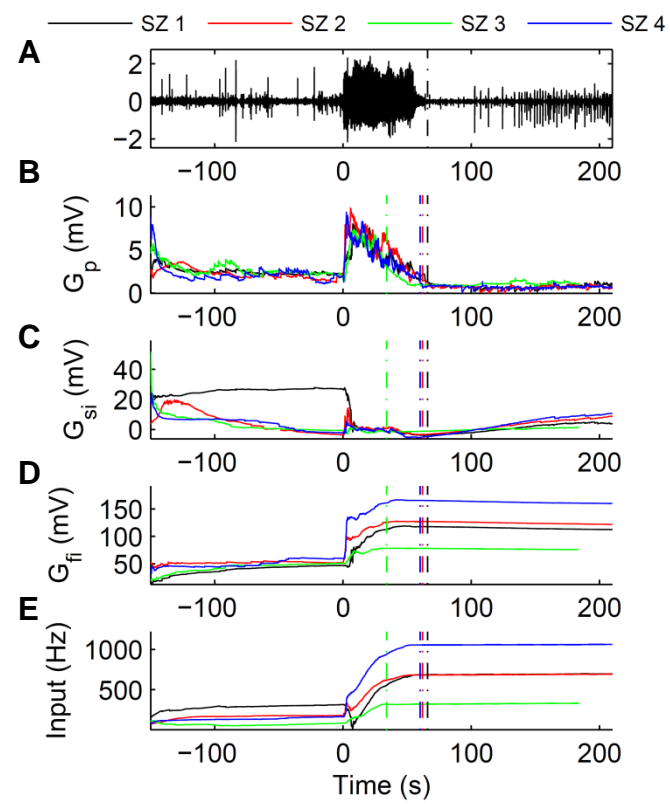 SZ 1 SZ 2 SZ 3 SZ 4
A
2
0
−2
−100 0 100 200
B
10
5
0
Gp (mV)
−100 0 100 200
C
40
20
0
Gsi (mV)
−100 0 100 200
D
150
100
50
Gfi (mV)
−100 0 100 200
E
1000
500
Input (Hz)
−100 0 100 200
Time (s)